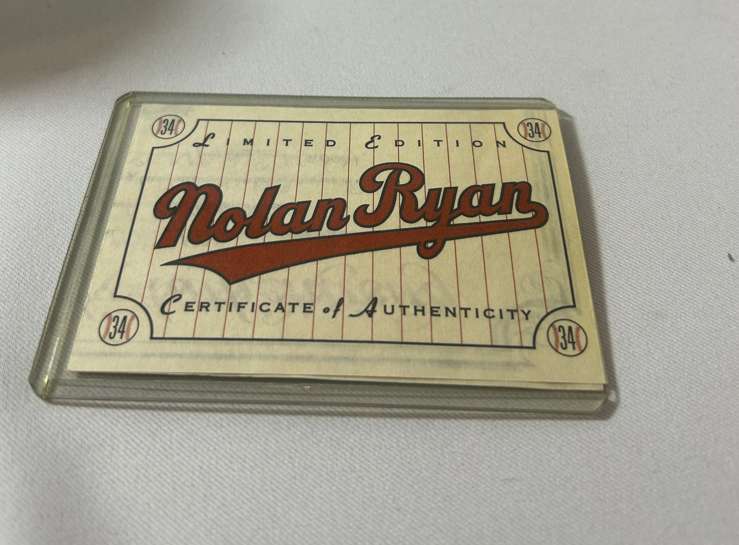 34 34
LIMITED EDITION
Nolan Ryan
CERTIFICATE of AUTHENTICITY
34 34